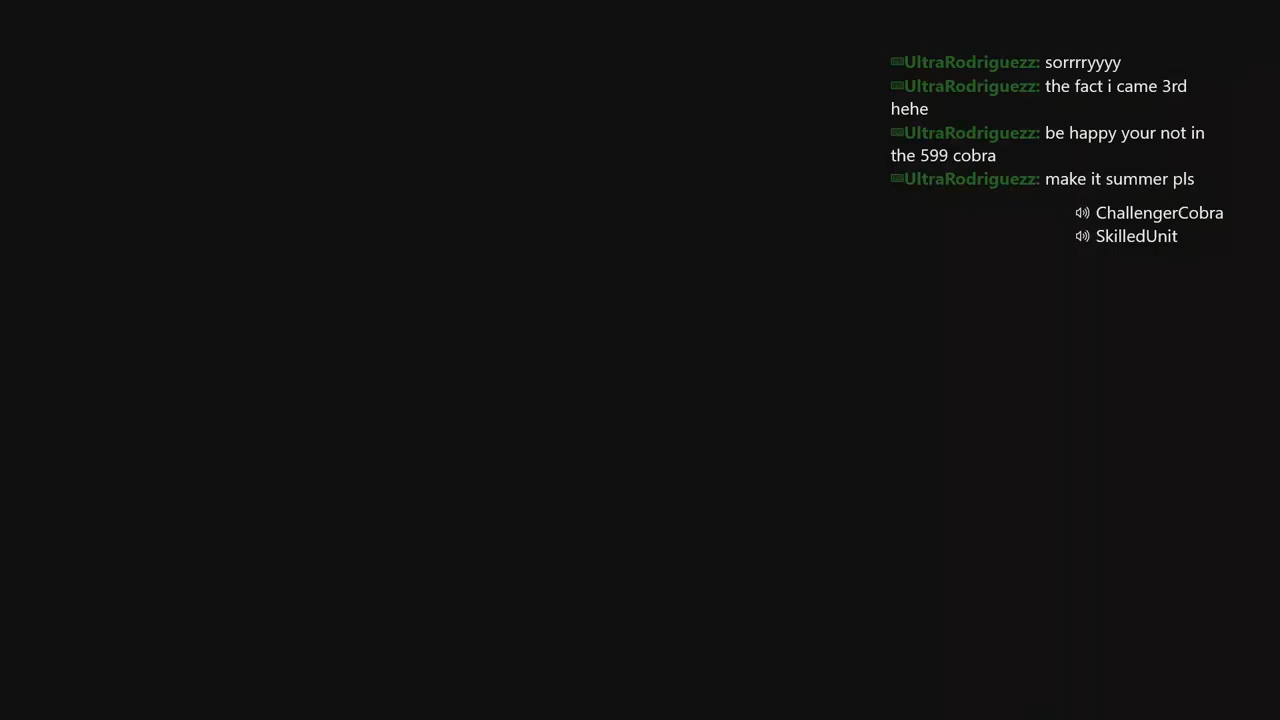 UltraRodriguezz: sorrrryyyy
UltraRodriguezz: the fact i came 3rd
hehe
UltraRodriguezz: be happy your not in
the 599 cobra
UltraRodriguezz: make it summer pls
ChallengerCobra
SkilledUnit